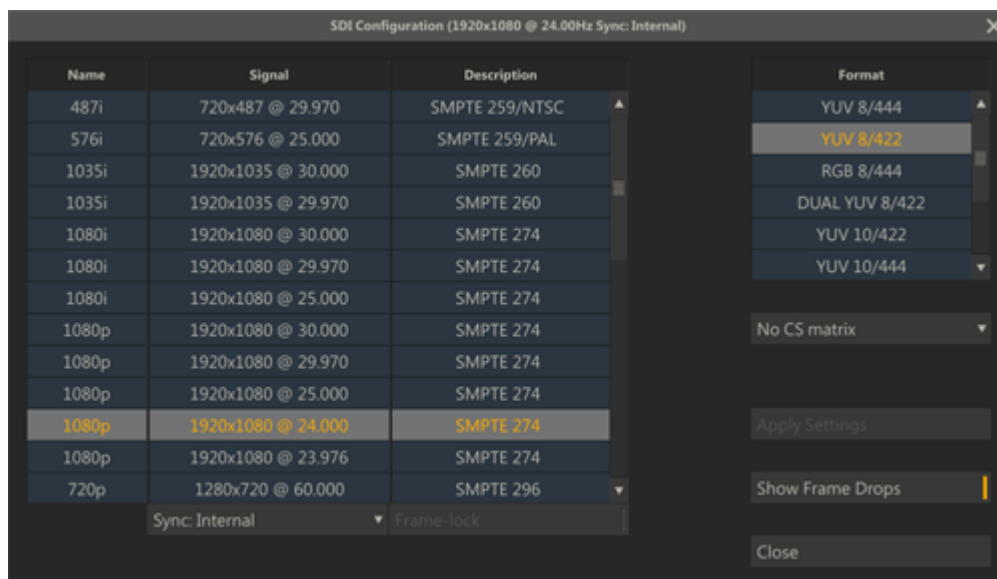 SDI Configuration (1920x1080 @ 24.00Hz Sync: Internal)
Name Signal Description
487i 720x487 @ 29.970 SMPTE 259/NTSC
576i 720x576 @ 25.000 SMPTE 259/PAL
1035i 1920x1035 @ 30.000 SMPTE 260
1035i 1920x1035 @ 29.970 SMPTE 260
1080i 1920x1080 @ 30.000 SMPTE 274
1080i 1920x1080 @ 29.970 SMPTE 274
1080i 1920x1080 @ 25.000 SMPTE 274
1080p 1920x1080 @ 30.000 SMPTE 274
1080p 1920x1080 @ 29.970 SMPTE 274
1080p 1920x1080 @ 25.000 SMPTE 274
1080p 1920x1080 @ 24.000 SMPTE 274
1080p 1920x1080 @ 23.976 SMPTE 274
720p 1280x720 @ 60.000 SMPTE 296
Sync: Internal Frame-lock
Format
YUV 8/444
YUV 8/422
RGB 8/444
DUAL YUV 8/422
YUV 10/422
YUV 10/444
No CS matrix
Apply Settings
Show Frame Drops
Close